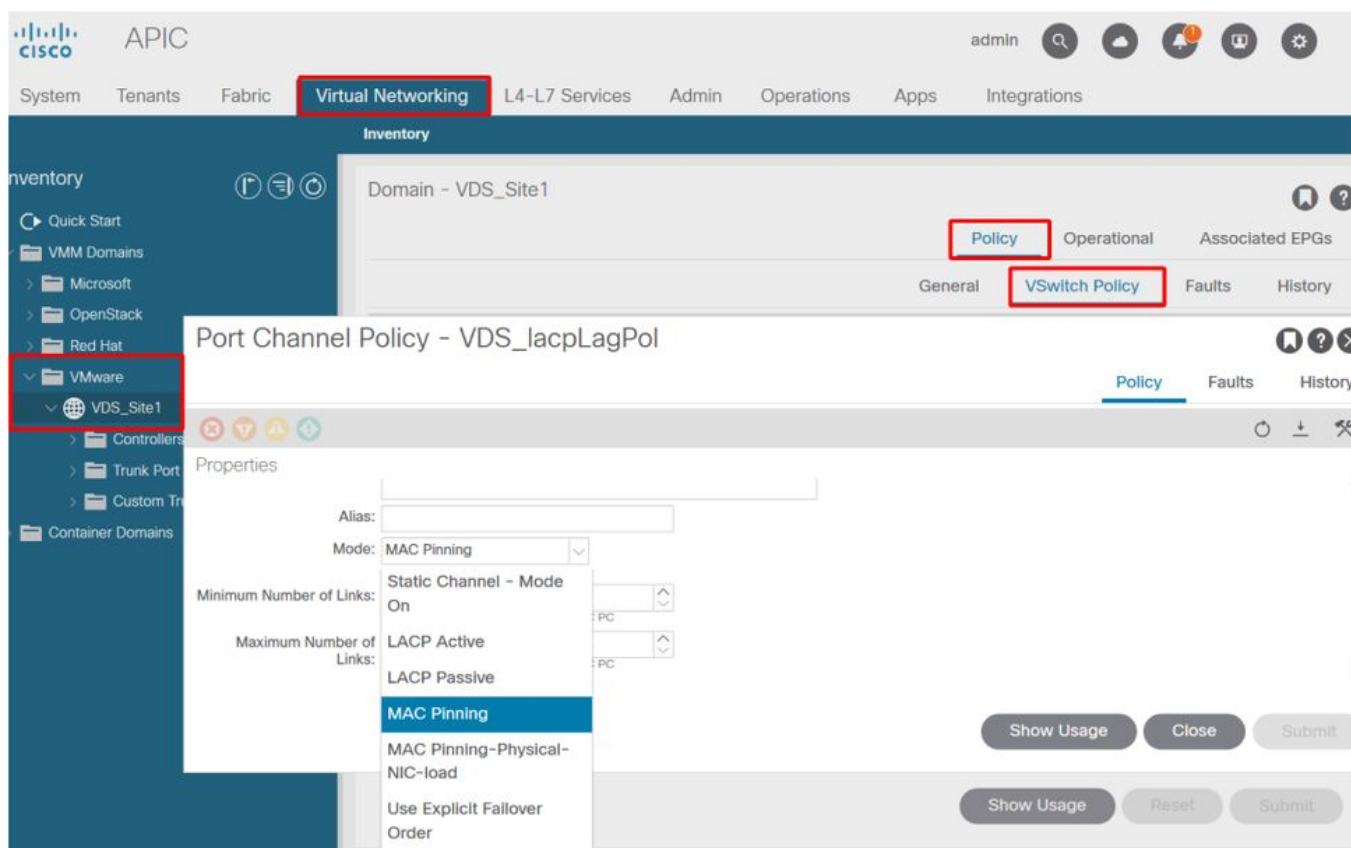 CISCO
APIC
admin
1
System Tenants Fabric Virtual Networking L4-L7 Services Admin Operations Apps Integrations
Inventory
nventory
Quick Start
VMM Domains
Microsoft
OpenStack
Red Hat
VMware
VDS_Site1
Controllers
Trunk Port
Custom Tru
Container Domains
Domain - VDS_Site1
Policy Operational Associated EPGs
General VSwitch Policy Faults History
Port Channel Policy - VDS_lacpLagPol
Policy Faults History
Properties
Alias:
Mode: MAC Pinning
Minimum Number of Links:
PC
Maximum Number of
Links:
PC
Static Channel - Mode
On
LACP Active
LACP Passive
MAC Pinning
MAC Pinning-Physical-
NIC-load
Use Explicit Failover
Order
Show Usage Close Submit
Show Usage Reset Submit